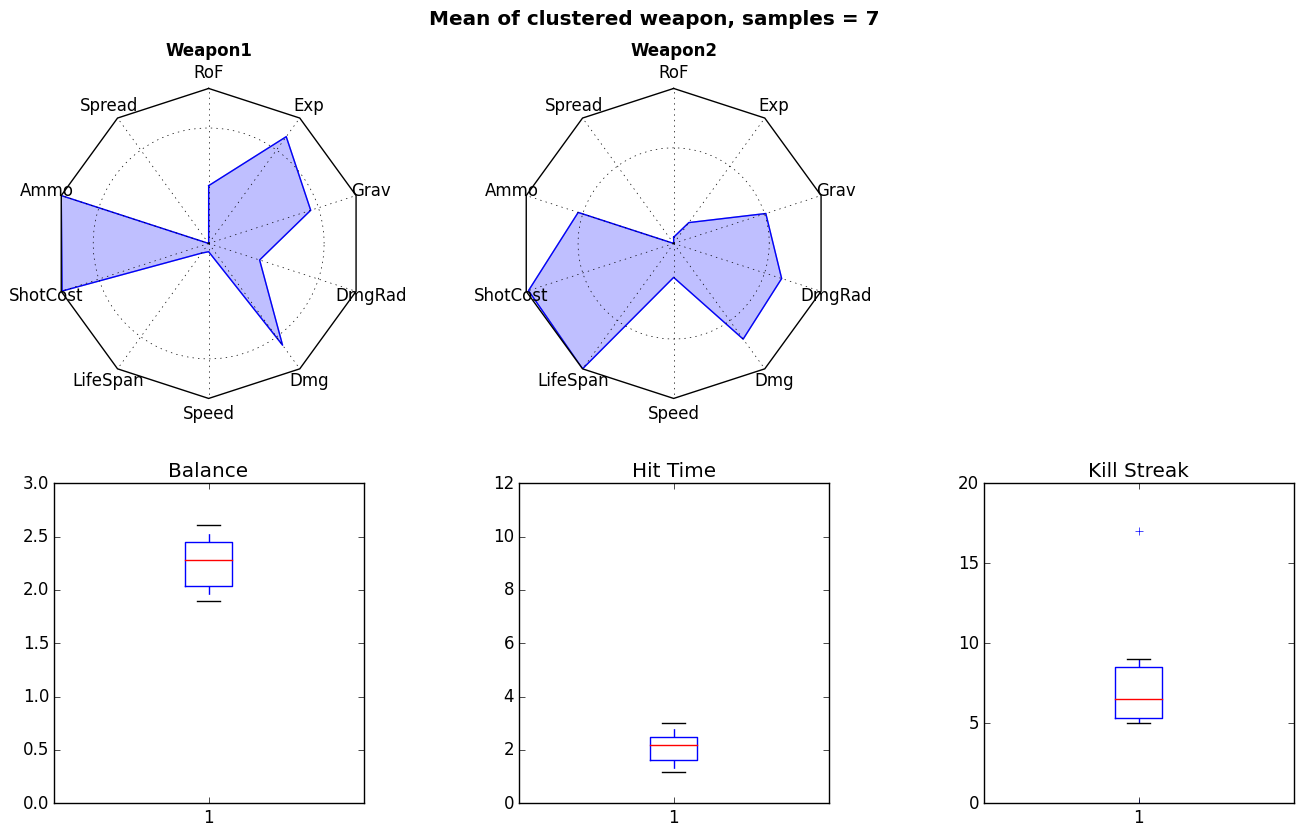 Mean of clustered weapon, samples = 7
Weapon1
RoF
Exp
Spread
Grav
Ammo
DmgRad
ShotCost
Dmg
LifeSpan
Speed
Weapon2
RoF
Exp
Spread
Grav
Ammo
DmgRad
ShotCost
Dmg
LifeSpan
Speed
Balance
3.0
2.5
2.0
1.5
1.0
0.5
0.0
1
Hit Time
12
10
8
6
4
2
0
1
Kill Streak
20
15
10
5
0
1